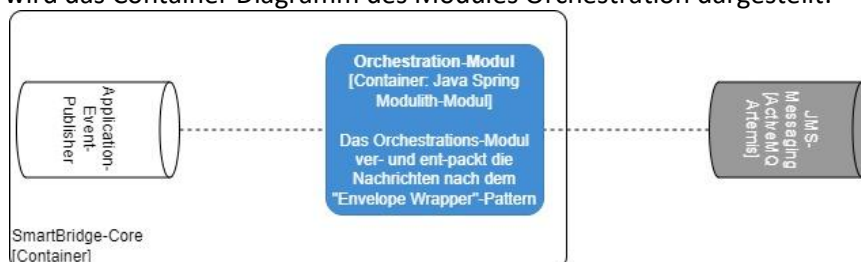 wird das Container Diagramm des Modules Orchestration dargestellt.
Application-
Event-
Publisher
Orchestration-Modul
[Container: Java Spring
Modulith-Modul]
Das Orchestrations-Modul
ver- und ent-packt die
Nachrichten nach dem
"Envelope Wrapper"-Pattern
JMS-
Messaging
[ActiveMQ
Artemis]
SmartBridge-Core
[Container]